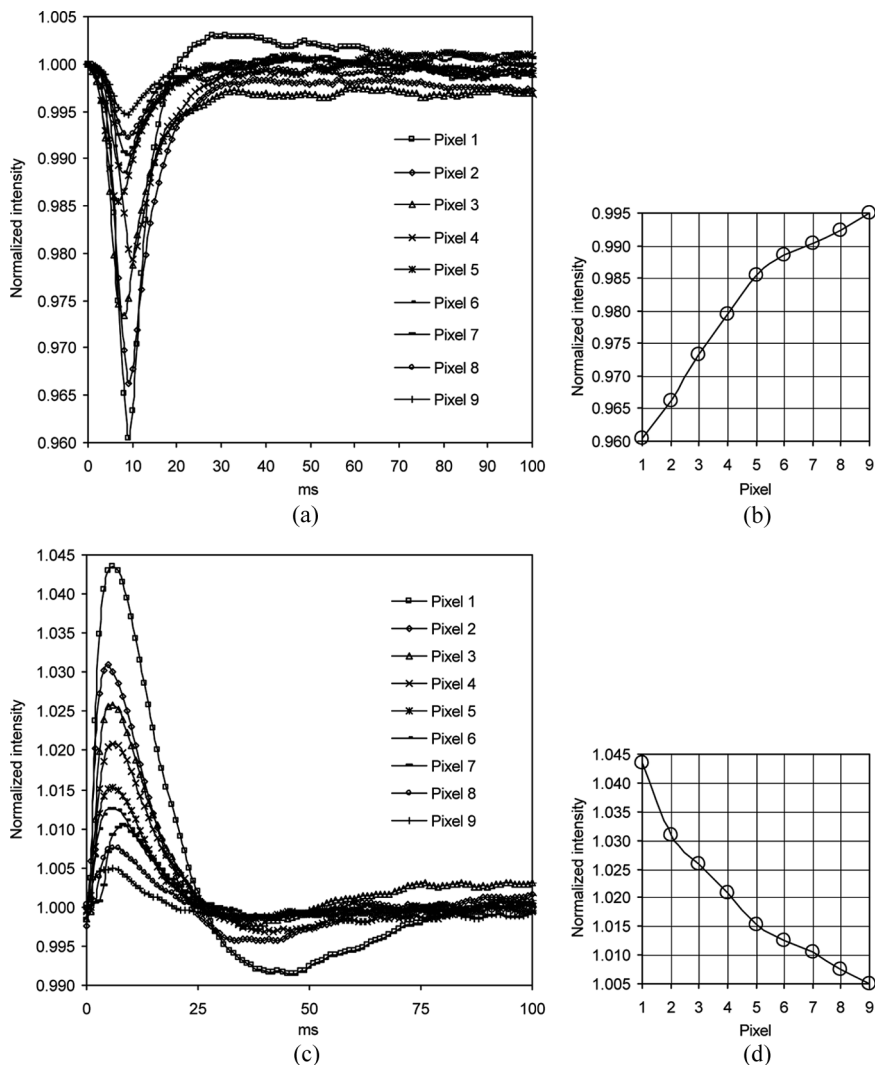 1.005
1.000
0.995
0.990
0.985
0.980
0.975
0.970
0.965
0.960
Normalized intensity
Pixel 1
Pixel 2
Pixel 3
Pixel 4
Pixel 5
Pixel 6
Pixel 7
Pixel 8
Pixel 9
0 10 20 30 40 50 60 70 80 90 100
ms
(a)
0.995
0.990
0.985
0.980
0.975
0.970
0.965
0.960
Normalized intensity
1 2 3 4 5 6 7 8 9
Pixel
(b)
1.045
1.040
1.035
1.030
1.025
1.020
1.015
1.010
1.005
1.000
0.995
0.990
Normalized intensity
Pixel 1
Pixel 2
Pixel 3
Pixel 4
Pixel 5
Pixel 6
Pixel 7
Pixel 8
Pixel 9
0 25 50 75 100
ms
(c)
1.045
1.040
1.035
1.030
1.025
1.020
1.015
1.010
1.005
Normalized intensity
1 2 3 4 5 6 7 8 9
Pixel
(d)